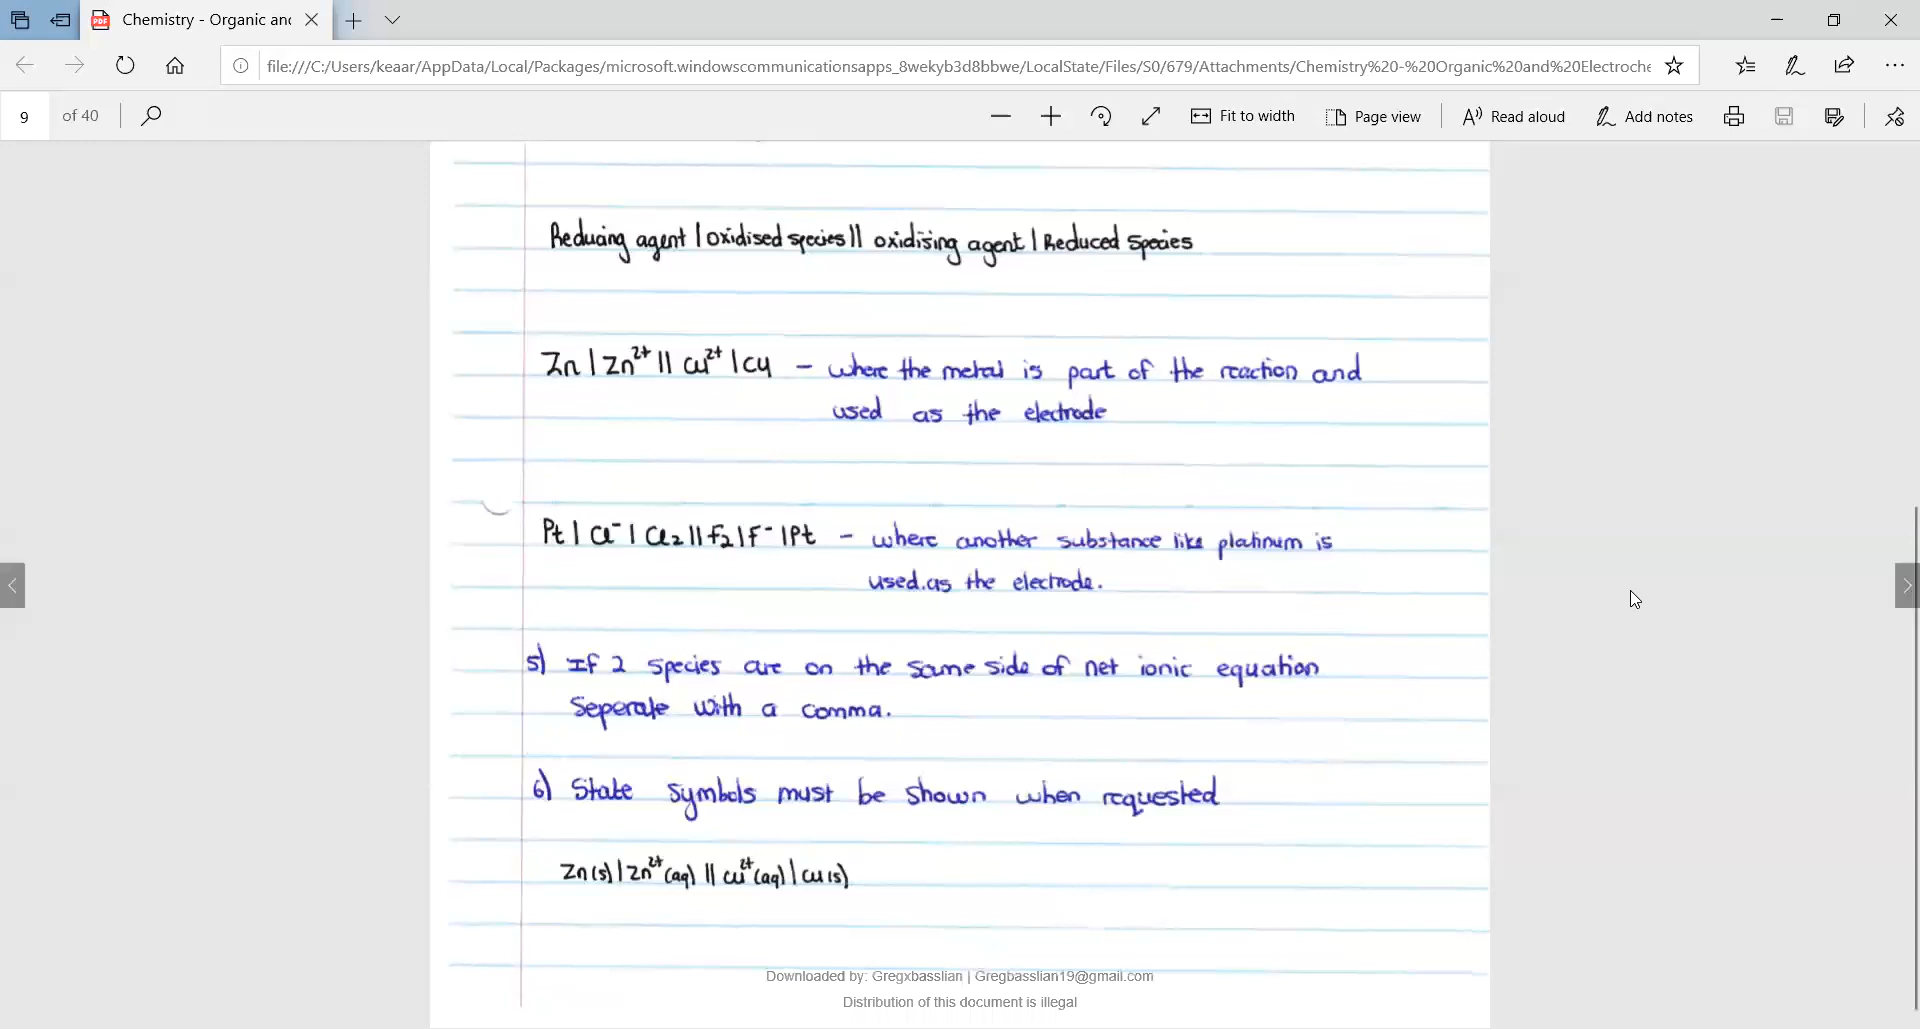 Chemistry - Organic and
file:///C:/Users/keaar/AppData/Local/Packages/microsoft.windowscommunicationsapps_8wekyb3d8bbwe/LocalState/Files/S0/679/Attachments/Chemistry%20-%20Organic%20and%20Electroche
9 of 40 Fit to width Page view Read aloud Add notes
Reducing agent | oxidised species || oxidising agent | Reduced species
Zn | Zn²⁺ || Cu²⁺ | Cu - where the metal is part of the reaction and
used as the electrode
Pt | Cl⁻ | Cl₂ || F₂ | F⁻ | Pt - where another substance like platinum is
used as the electrode.
5) If 2 species are on the same side of net ionic equation
Seperate with a comma.
6) State symbols must be shown when requested
Zn(s) | Zn²⁺(aq) || Cu²⁺(aq) | Cu(s)
Downloaded by: Gregxbasslian | Gregbasslian19@gmail.com
Distribution of this document is illegal